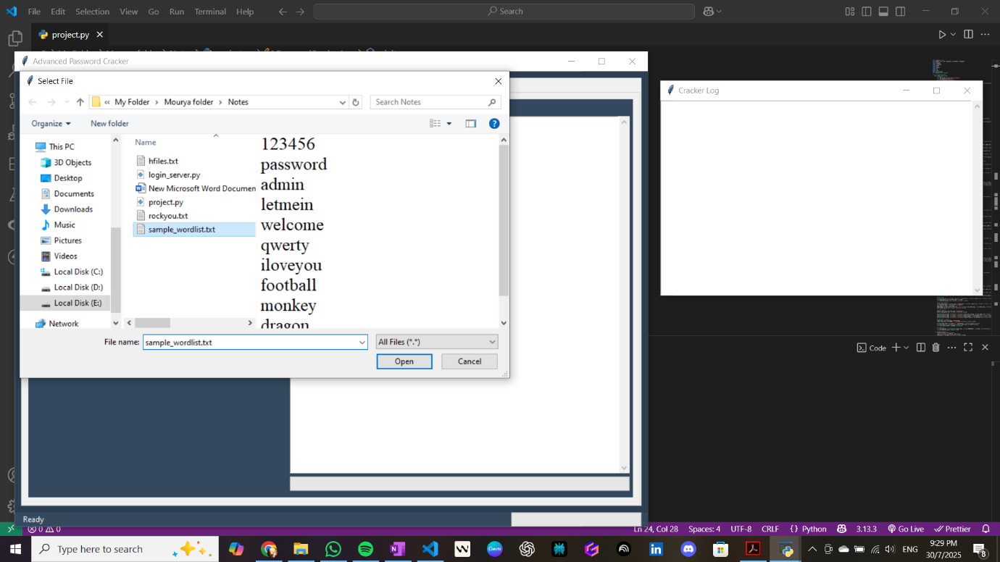 File Edit Selection View Go Run Terminal Help
Search
project.py
Advanced Password Cracker
Select File
« My Folder › Mourya folder › Notes
Search Notes
Organize
New folder
This PC
3D Objects
Desktop
Documents
Downloads
Music
Pictures
Videos
Local Disk (C:)
Local Disk (D:)
Local Disk (E:)
Network
Name
hfiles.txt
login_server.py
New Microsoft Word Documen
project.py
rockyou.txt
sample_wordlist.txt
123456
password
admin
letmein
welcome
qwerty
iloveyou
football
monkey
dragon
File name: sample_wordlist.txt
All Files (*.*)
Open
Cancel
Cracker Log
Code
Ready
0 0
Ln 24, Col 28
Spaces: 4
UTF-8
CRLF
{} Python
3.13.3
Go Live
Prettier
Type here to search
Canva
ENG
9:29 PM
30/7/2025
8